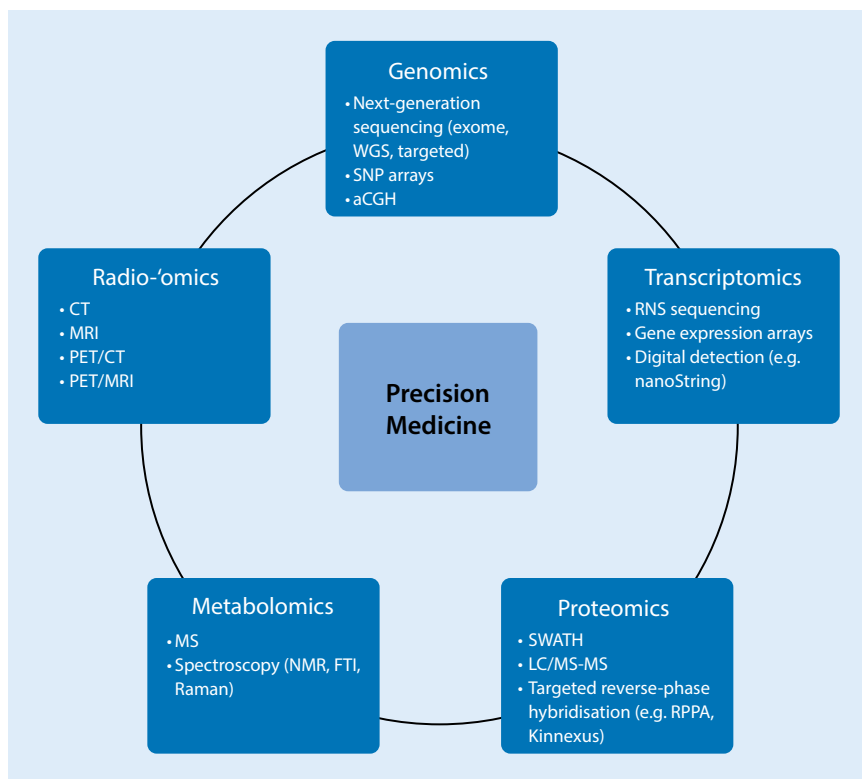 Genomics
• Next-generation
sequencing (exome,
WGS, targeted)
• SNP arrays
• aCGH
Radio-‘omics
• CT
• MRI
• PET/CT
• PET/MRI
Transcriptomics
• RNS sequencing
• Gene expression arrays
• Digital detection (e.g.
nanoString)
Precision
Medicine
Metabolomics
• MS
• Spectroscopy (NMR, FTI,
Raman)
Proteomics
• SWATH
• LC/MS-MS
• Targeted reverse-phase
hybridisation (e.g. RPPA,
Kinnexus)